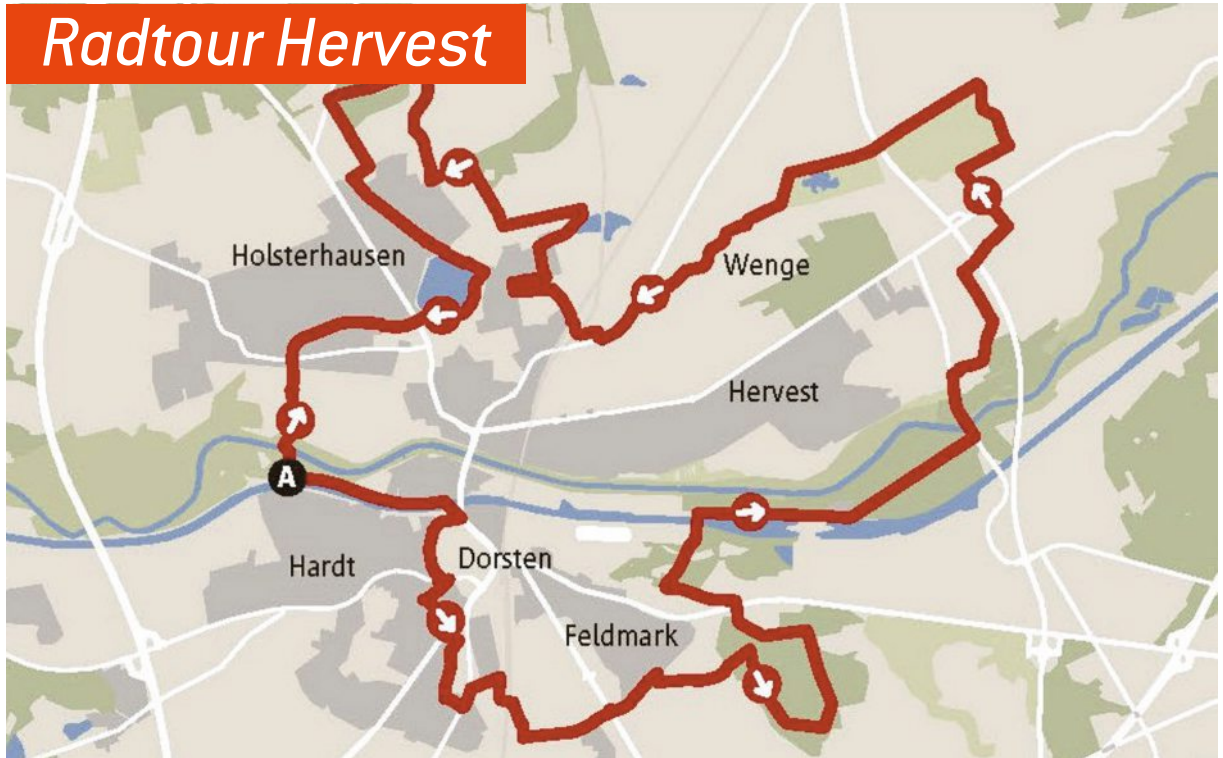 Radtour Hervest
Holsterhausen
Wenge
Hervest
A
Hardt
Dorsten
Feldmark